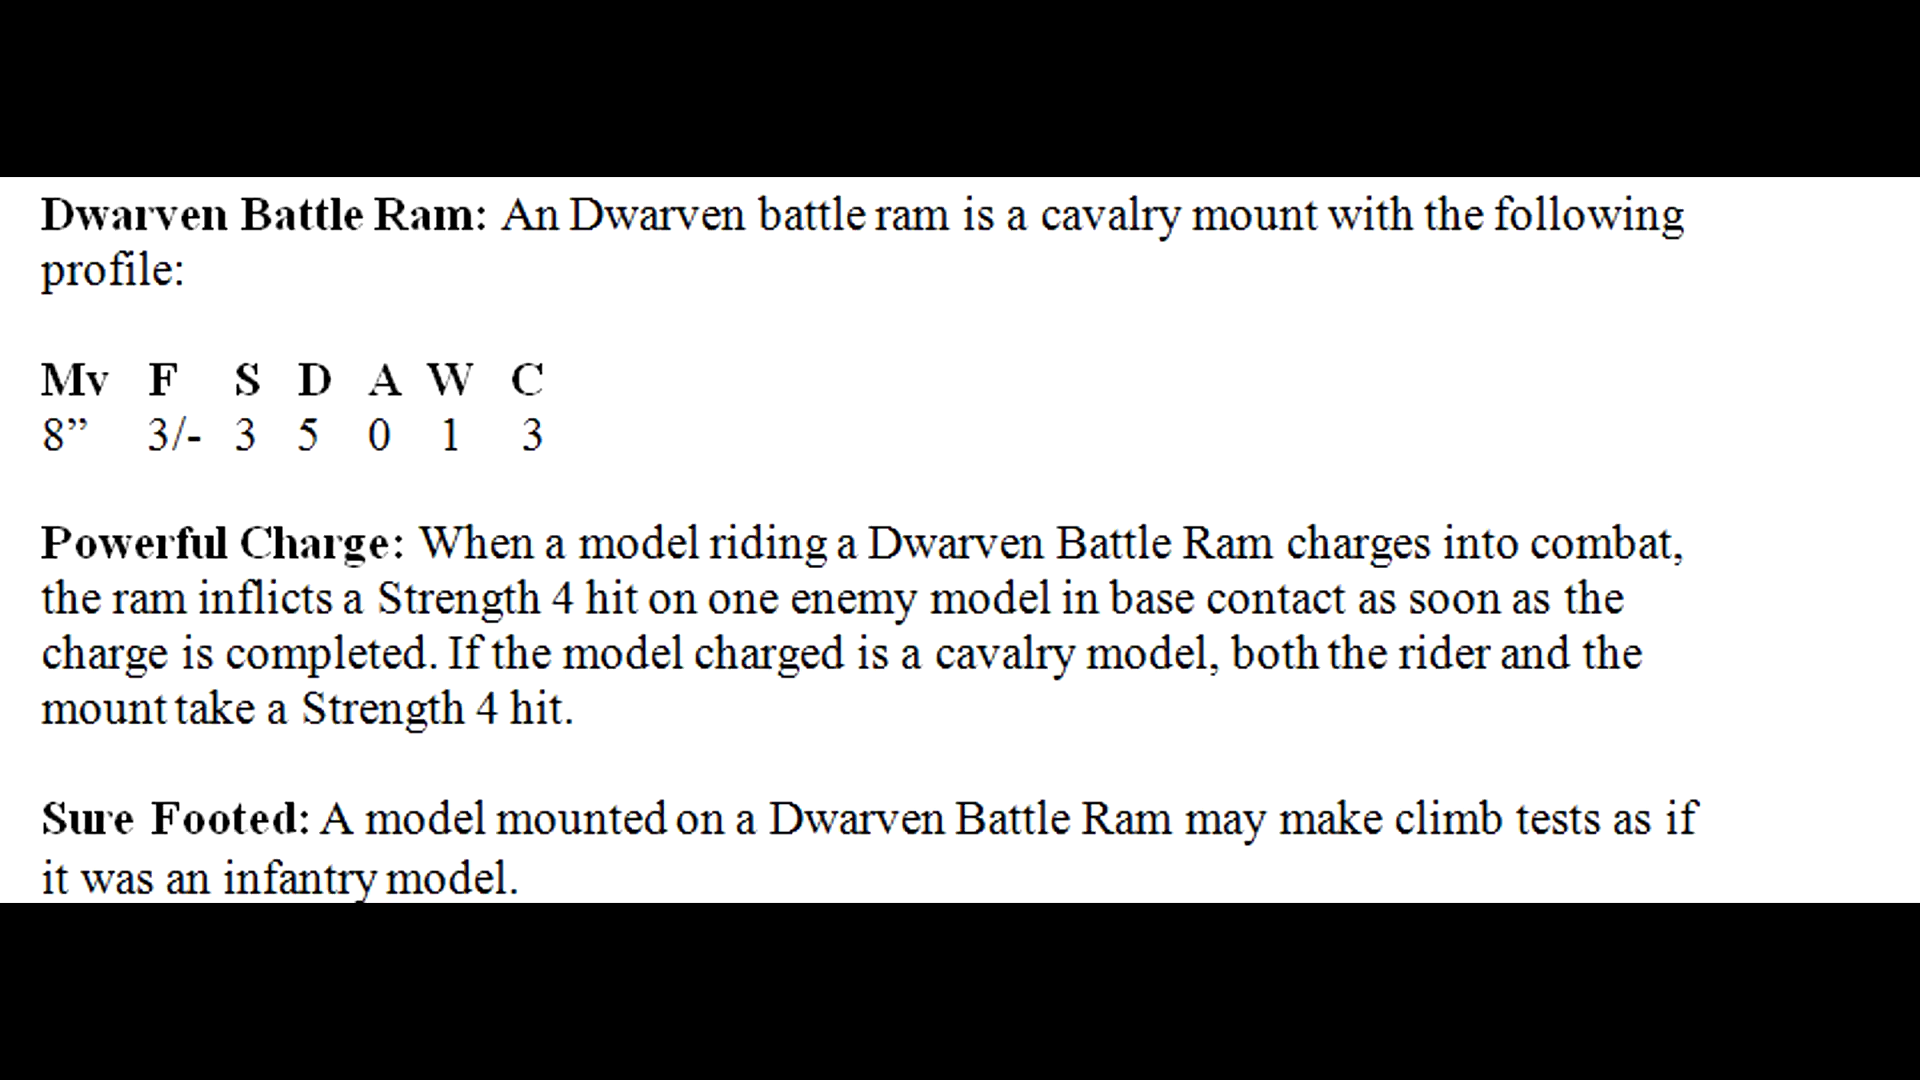 Dwarven Battle Ram: An Dwarven battle ram is a cavalry mount with the following
profile:
Mv F S D A W C
8” 3/- 3 5 0 1 3
Powerful Charge: When a model riding a Dwarven Battle Ram charges into combat,
the ram inflicts a Strength 4 hit on one enemy model in base contact as soon as the
charge is completed. If the model charged is a cavalry model, both the rider and the
mount take a Strength 4 hit.
Sure Footed: A model mounted on a Dwarven Battle Ram may make climb tests as if
it was an infantry model.